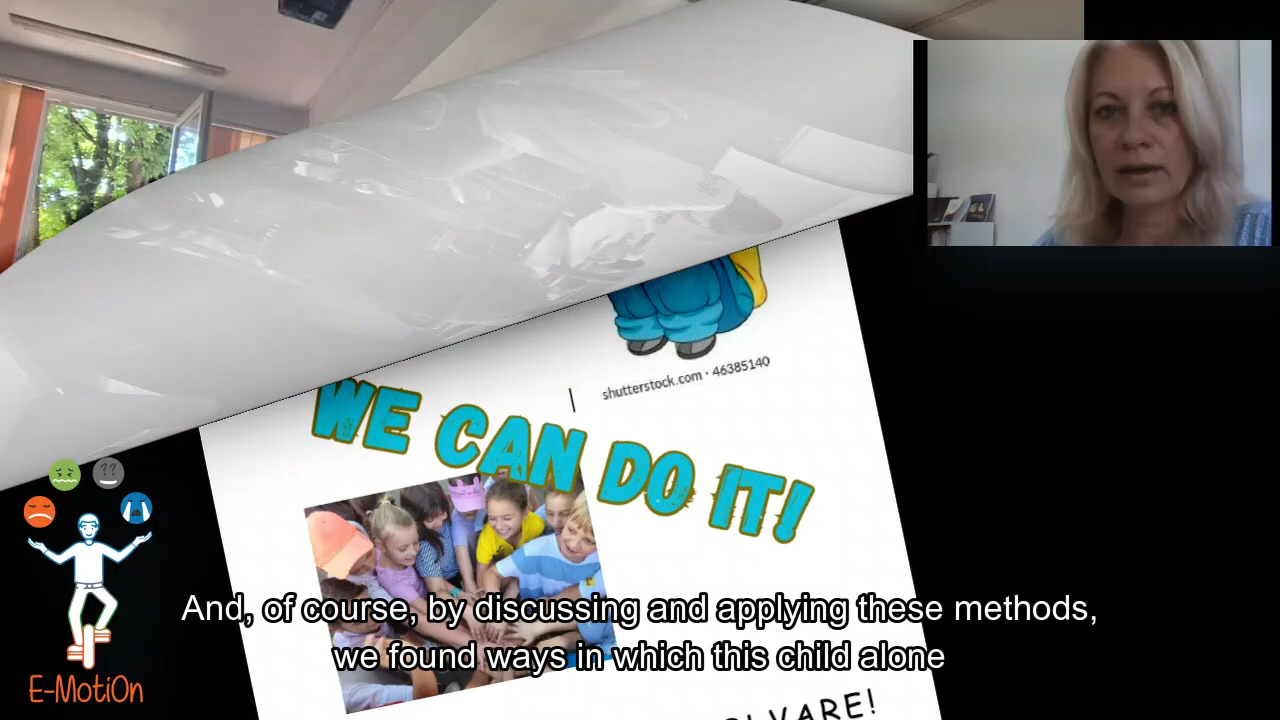 shutterstock.com · 46385140
WE CAN DO IT!
??
And, of course, by discussing and applying these methods,
we found ways in which this child alone
E-MotiOn